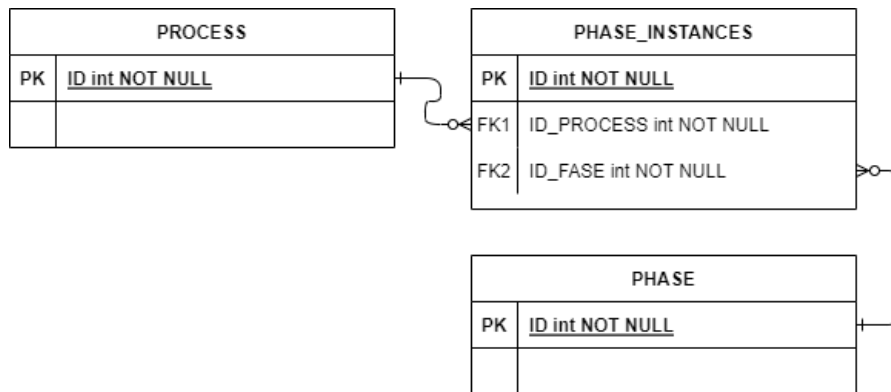 PROCESS
PK ID int NOT NULL
PHASE_INSTANCES
PK ID int NOT NULL
FK1 ID_PROCESS int NOT NULL
FK2 ID_FASE int NOT NULL
PHASE
PK ID int NOT NULL